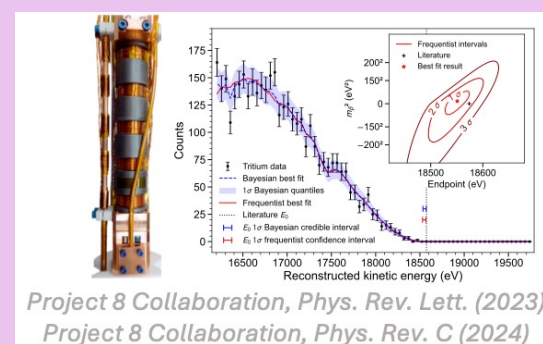 175
150
125
100
75
50
25
0
Counts
16500 17000 17500 18000 18500 19000 19500
Reconstructed kinetic energy (eV)
Tritium data
Bayesian best fit
1σ Bayesian quantiles
Frequentist best fit
Literature E₀
E₀ 1σ Bayesian credible interval
E₀ 1σ frequentist confidence interval
Frequentist intervals
Literature
Best fit result
200²
150²
0
-150²
-200²
mβ² (eV²)
1σ
2σ
3σ
18500 18600
Endpoint (eV)
Project 8 Collaboration, Phys. Rev. Lett. (2023)
Project 8 Collaboration, Phys. Rev. C (2024)